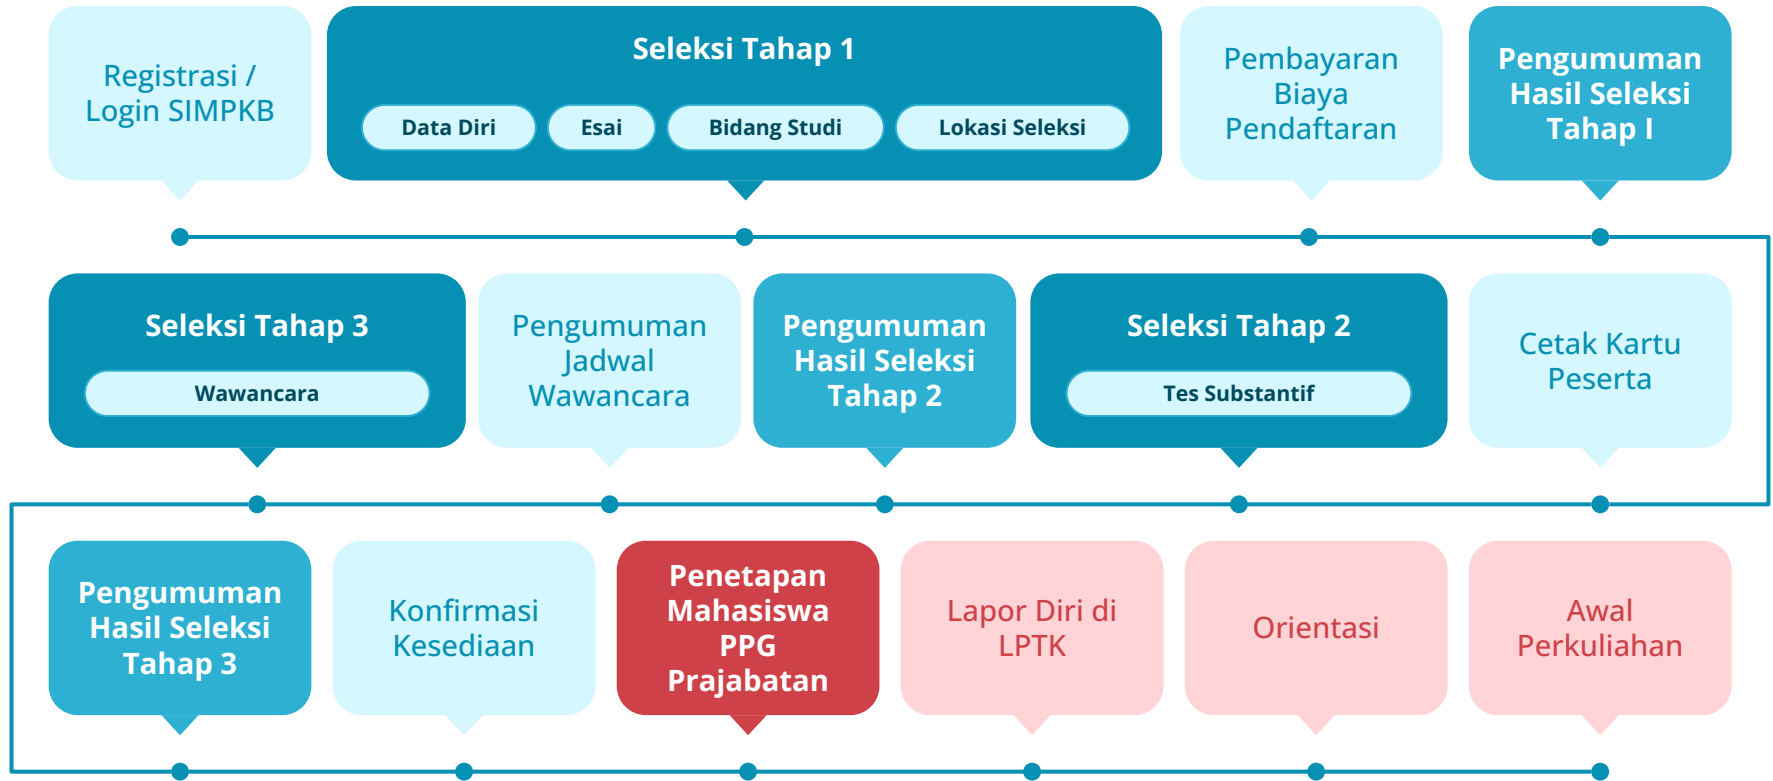 Registrasi /
Login SIMPKB
Seleksi Tahap 1
Data Diri
Esai
Bidang Studi
Lokasi Seleksi
Pembayaran
Biaya
Pendaftaran
Pengumuman
Hasil Seleksi
Tahap I
Seleksi Tahap 3
Wawancara
Pengumuman
Jadwal
Wawancara
Pengumuman
Hasil Seleksi
Tahap 2
Seleksi Tahap 2
Tes Substantif
Cetak Kartu
Peserta
Pengumuman
Hasil Seleksi
Tahap 3
Konfirmasi
Kesediaan
Penetapan
Mahasiswa
PPG
Prajabatan
Lapor Diri di
LPTK
Orientasi
Awal
Perkuliahan